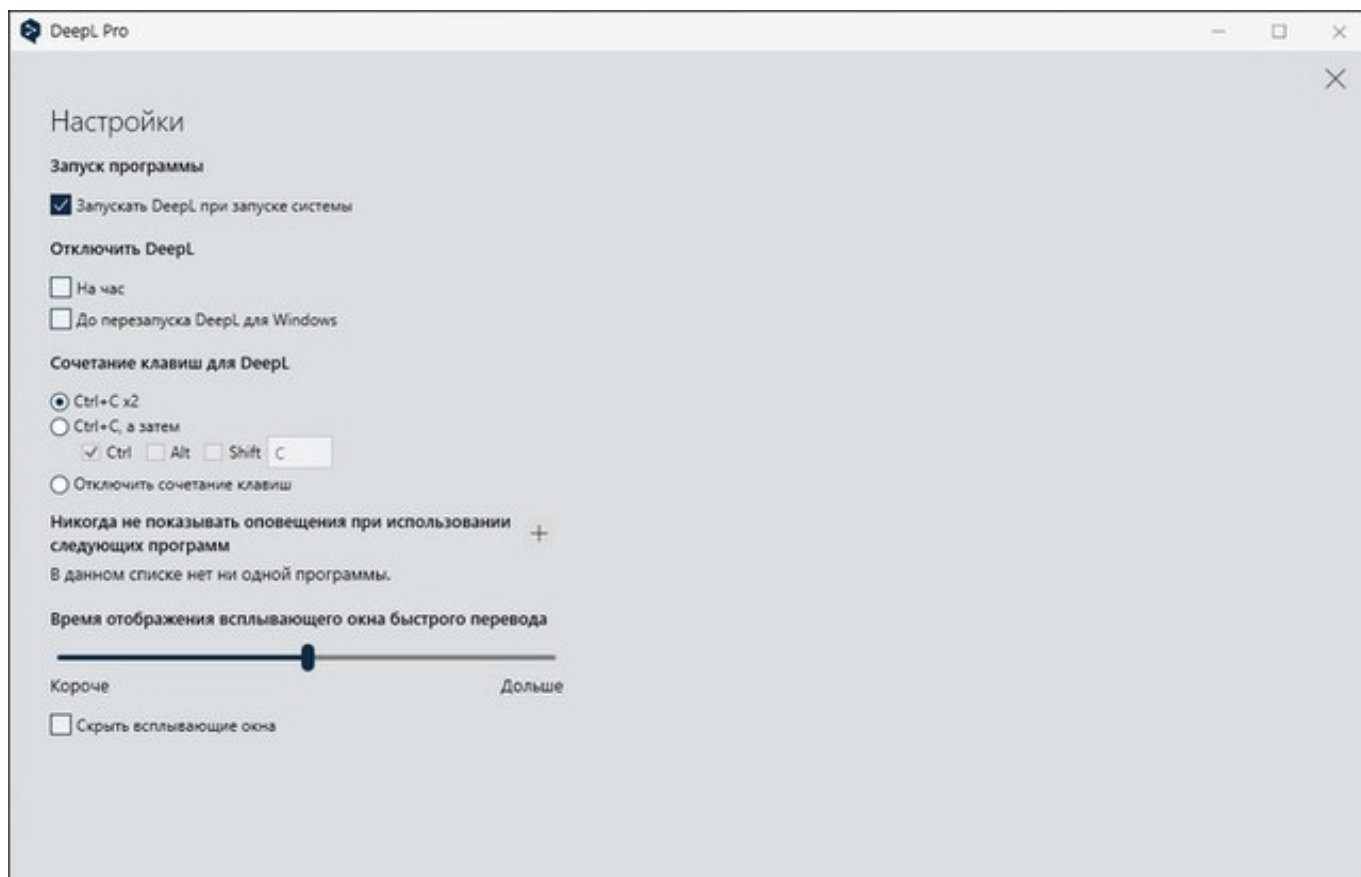 DeepL Pro
Настройки
Запуск программы
Запускать DeepL при запуске системы
Отключить DeepL
На час
До перезапуска DeepL для Windows
Сочетание клавиш для DeepL
Ctrl+C x2
Ctrl+C, а затем
Ctrl Alt Shift C
Отключить сочетание клавиш
Никогда не показывать оповещения при использовании
следующих программ
В данном списке нет ни одной программы.
Время отображения всплывающего окна быстрого перевода
Короче Дольше
Скрыть всплывающие окна